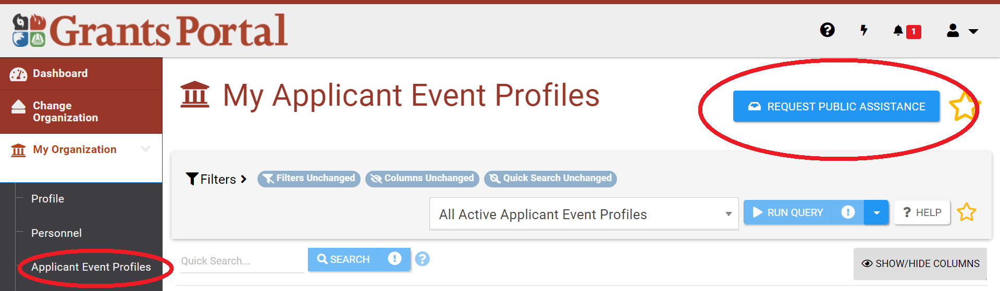 Grants Portal
1
Dashboard
Change
Organization
My Organization
Profile
Personnel
Applicant Event Profiles
My Applicant Event Profiles
REQUEST PUBLIC ASSISTANCE
Filters
Filters Unchanged
Columns Unchanged
Quick Search Unchanged
All Active Applicant Event Profiles
RUN QUERY
? HELP
Quick Search...
SEARCH
SHOW/HIDE COLUMNS